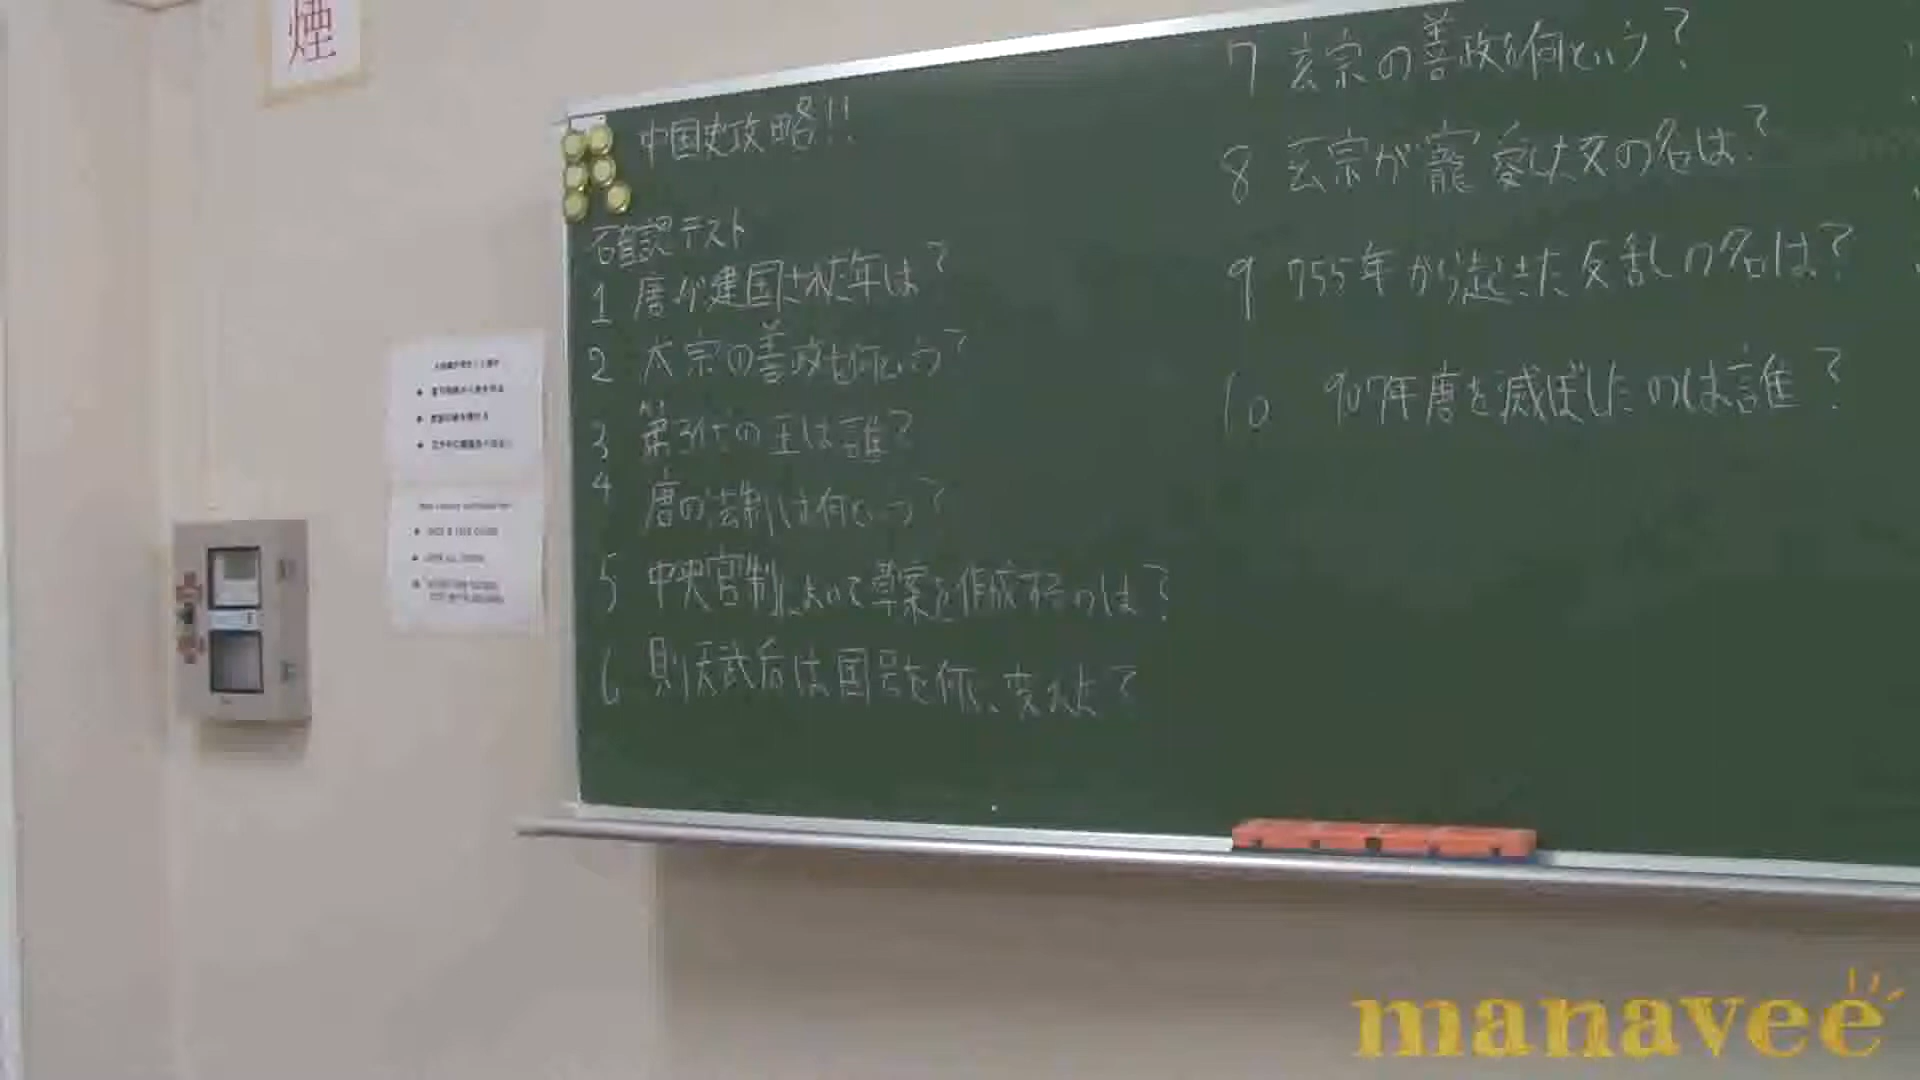 煙
中国史攻略!!
確認テスト
1 唐が建国された年は?
2 太宗の善政を何という?
3 第3代の王は誰?
4 唐の法制は何という?
5 中央官制において草案を作成するのは?
6 則天武后は国号を何に変えた?
7 玄宗の善政を何という?
8 玄宗が寵愛した女の名は?
9 755年から起きた反乱の名は?
10 907年唐を滅ぼしたのは誰?
manavee